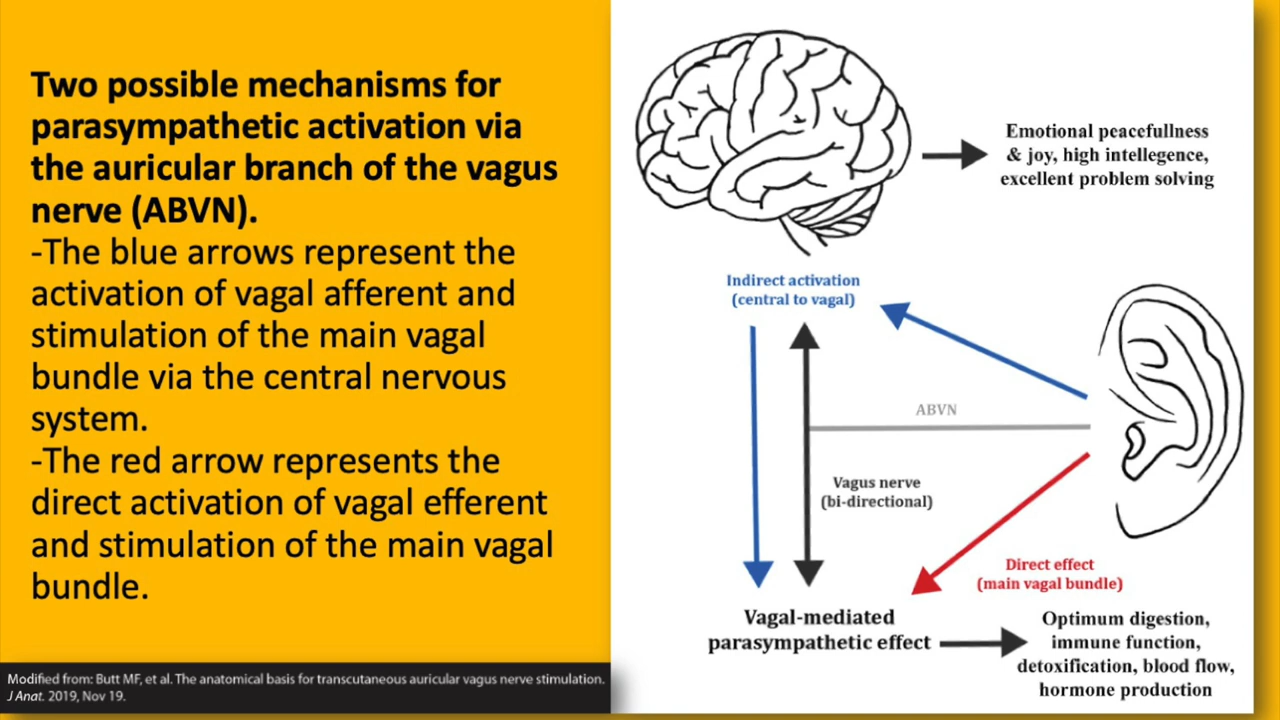 Two possible mechanisms for
parasympathetic activation via
the auricular branch of the vagus
nerve (ABVN).
-The blue arrows represent the
activation of vagal afferent and
stimulation of the main vagal
bundle via the central nervous
system.
-The red arrow represents the
direct activation of vagal efferent
and stimulation of the main vagal
bundle.
Modified from: Butt MF, et al. The anatomical basis for transcutaneous auricular vagus nerve stimulation.
J Anat. 2019, Nov 19.
Emotional peacefullness
& joy, high intellegence,
excellent problem solving
Indirect activation
(central to vagal)
ABVN
Vagus nerve
(bi-directional)
Direct effect
(main vagal bundle)
Vagal-mediated
parasympathetic effect
Optimum digestion,
immune function,
detoxification, blood flow,
hormone production